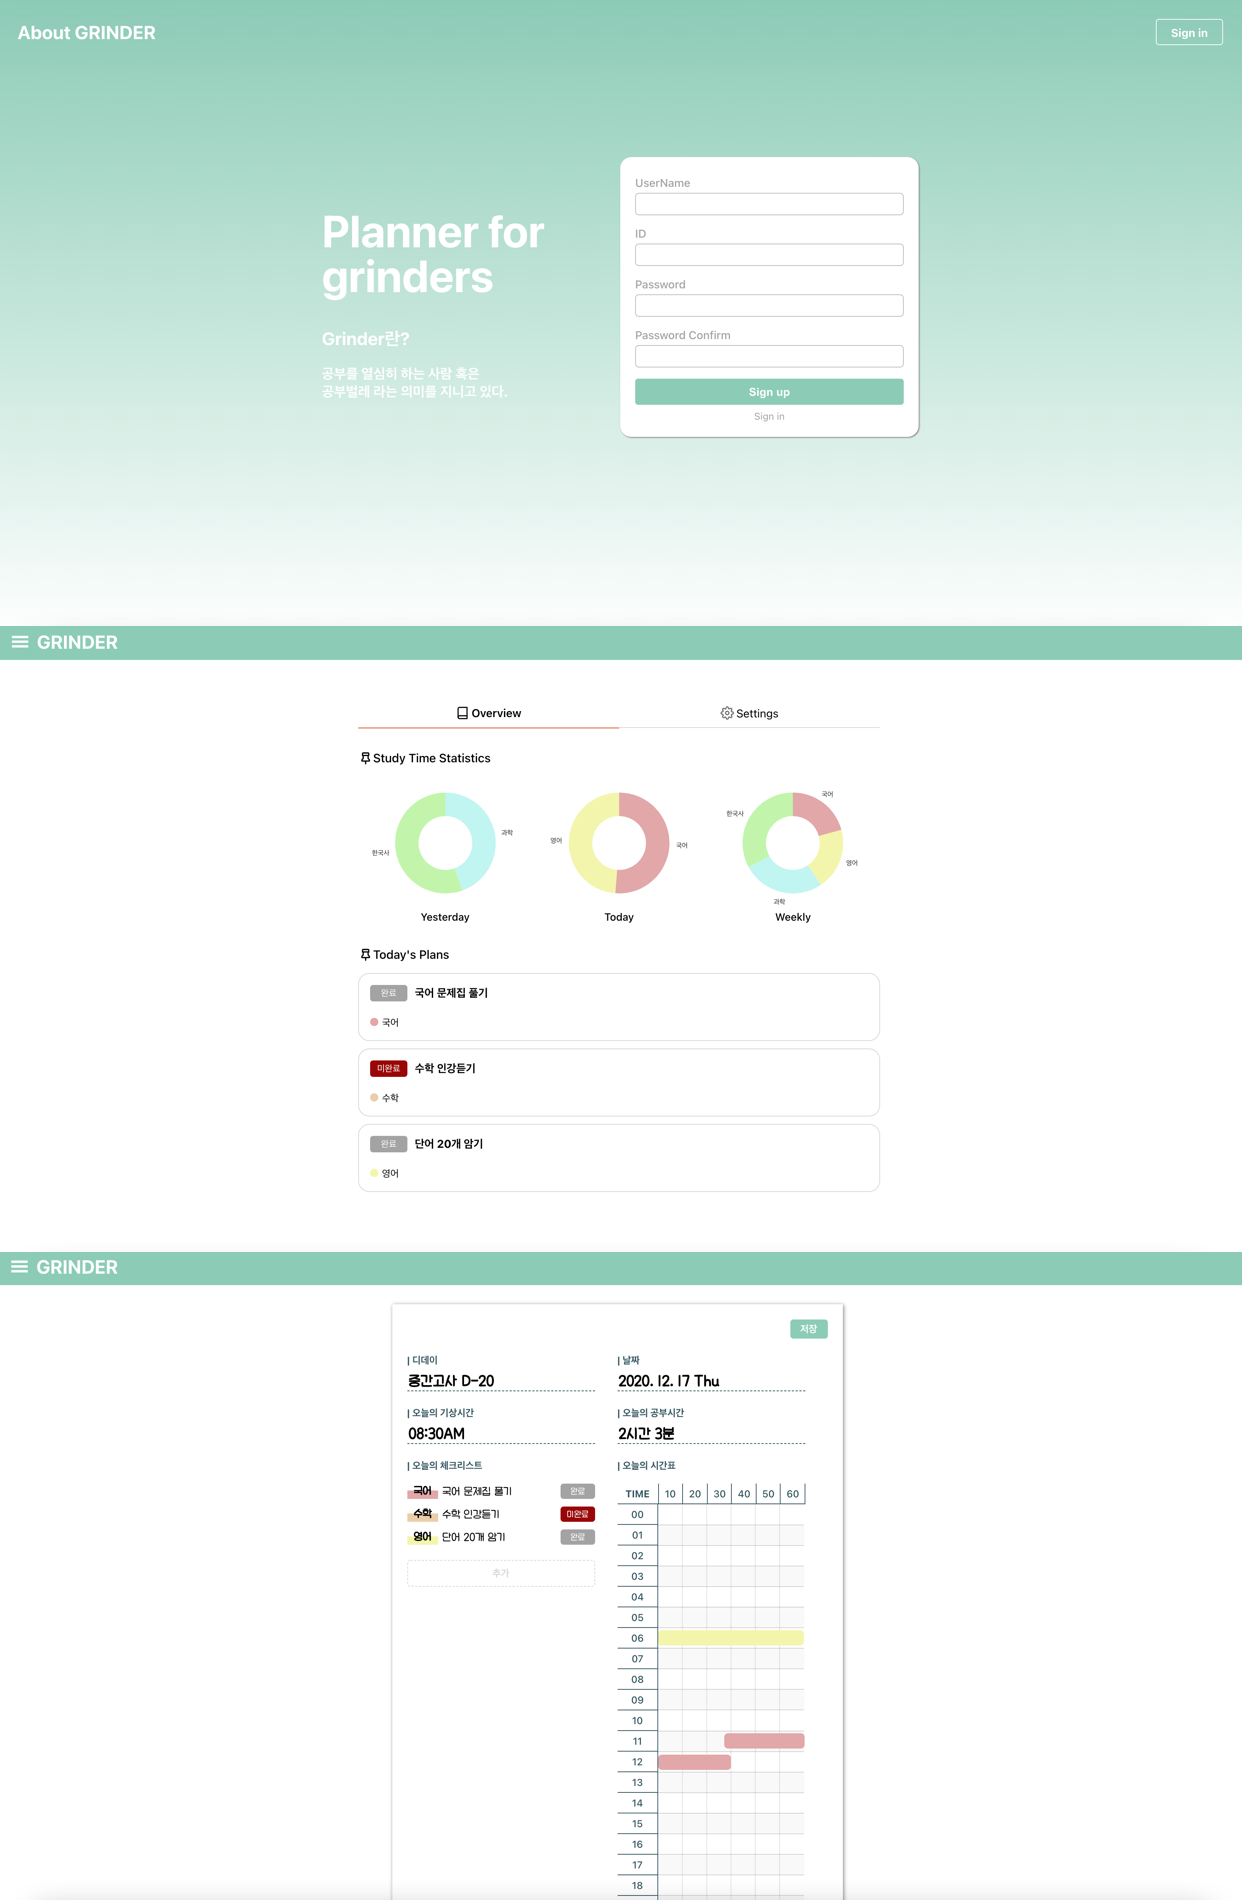 About GRINDER
Sign in
Planner for
grinders
Grinder란?
공부를 열심히 하는 사람 혹은
공부벌레 라는 의미를 지니고 있다.
UserName
ID
Password
Password Confirm
Sign up
Sign in
GRINDER
Overview
Settings
Study Time Statistics
한국사
과학
Yesterday
영어
국어
Today
한국사
국어
영어
과학
Weekly
Today's Plans
완료 국어 문제집 풀기
국어
미완료 수학 인강듣기
수학
완료 단어 20개 암기
영어
GRINDER
저장
| 디데이
중간고사 D-20
| 날짜
2020. 12. 17 Thu
| 오늘의 기상시간
08:30AM
| 오늘의 공부시간
2시간 3분
| 오늘의 체크리스트
국어 국어 문제집 풀기 완료
수학 수학 인강듣기 미완료
영어 단어 20개 암기 완료
추가
| 오늘의 시간표
TIME 10 20 30 40 50 60
00
01
02
03
04
05
06
07
08
09
10
11
12
13
14
15
16
17
18